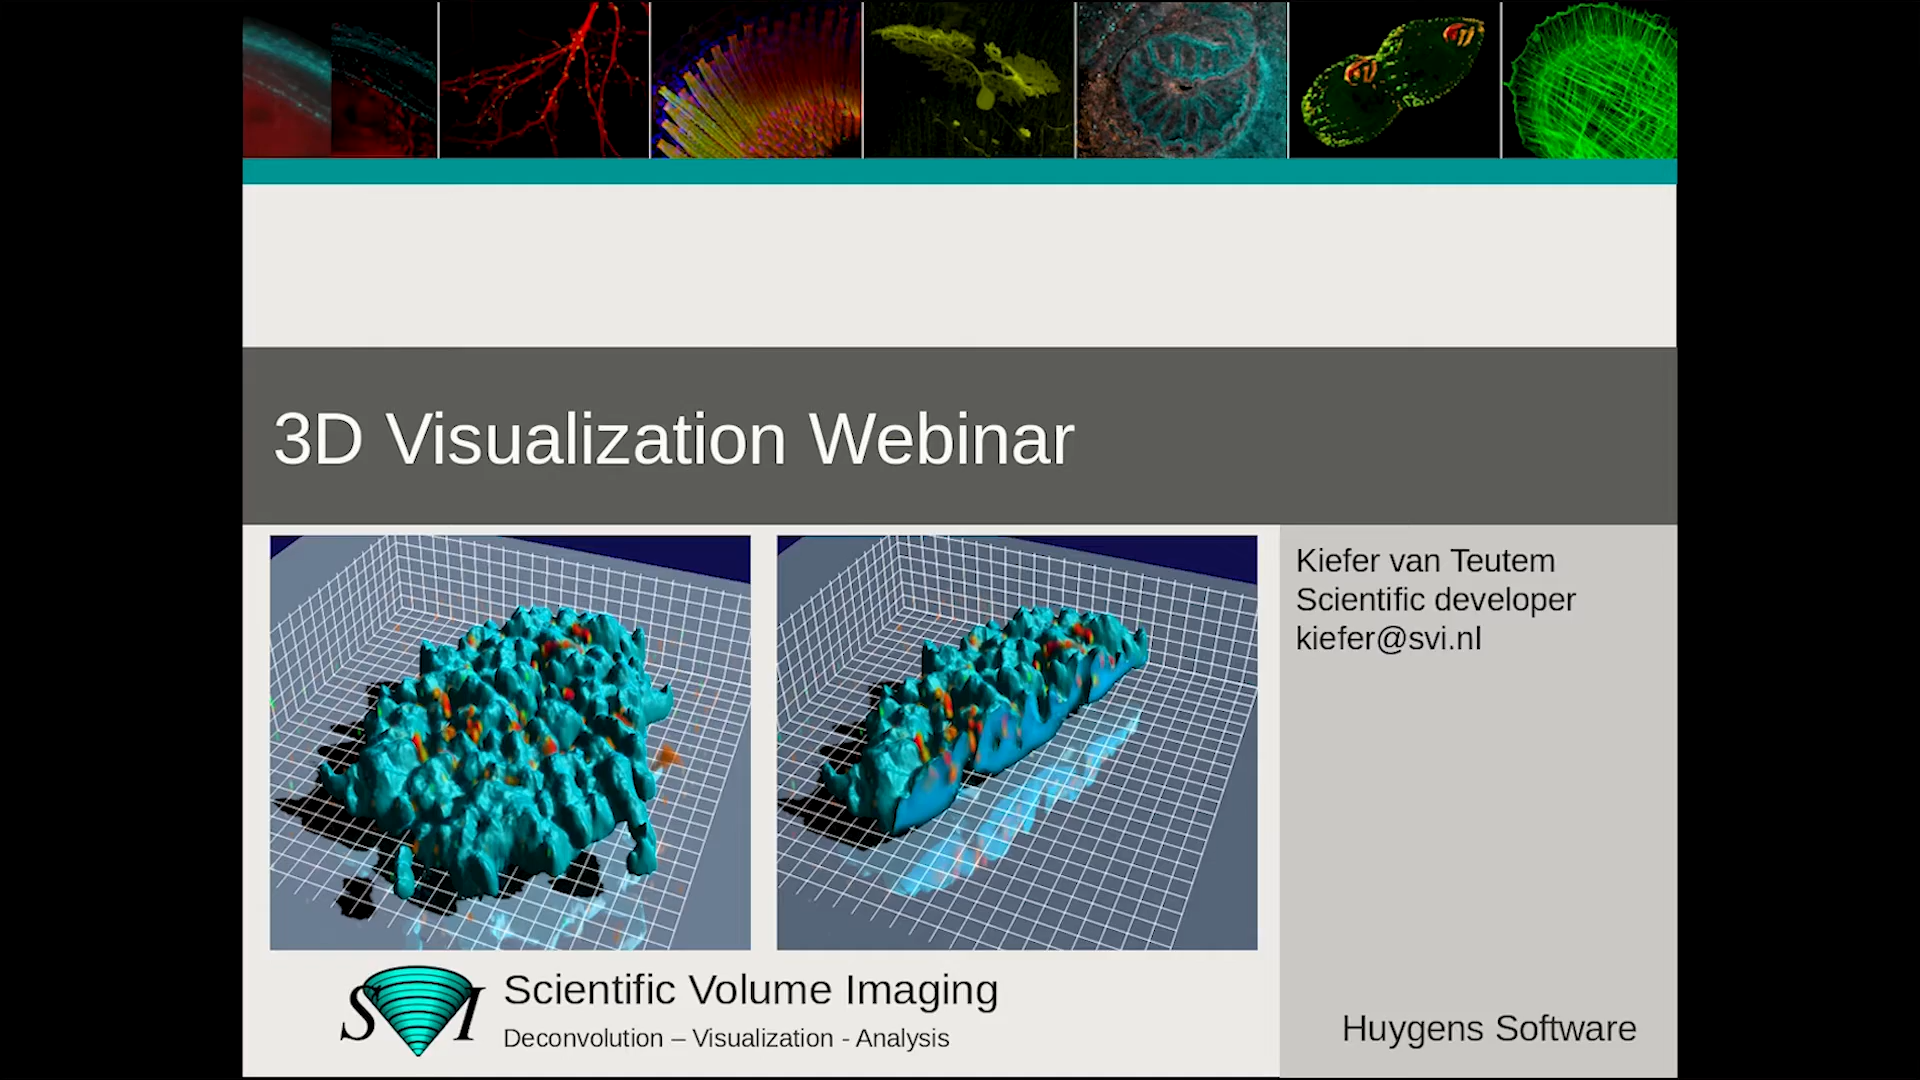 3D Visualization Webinar
Kiefer van Teutem
Scientific developer
kiefer@svi.nl
SVI
Scientific Volume Imaging
Deconvolution – Visualization - Analysis
Huygens Software